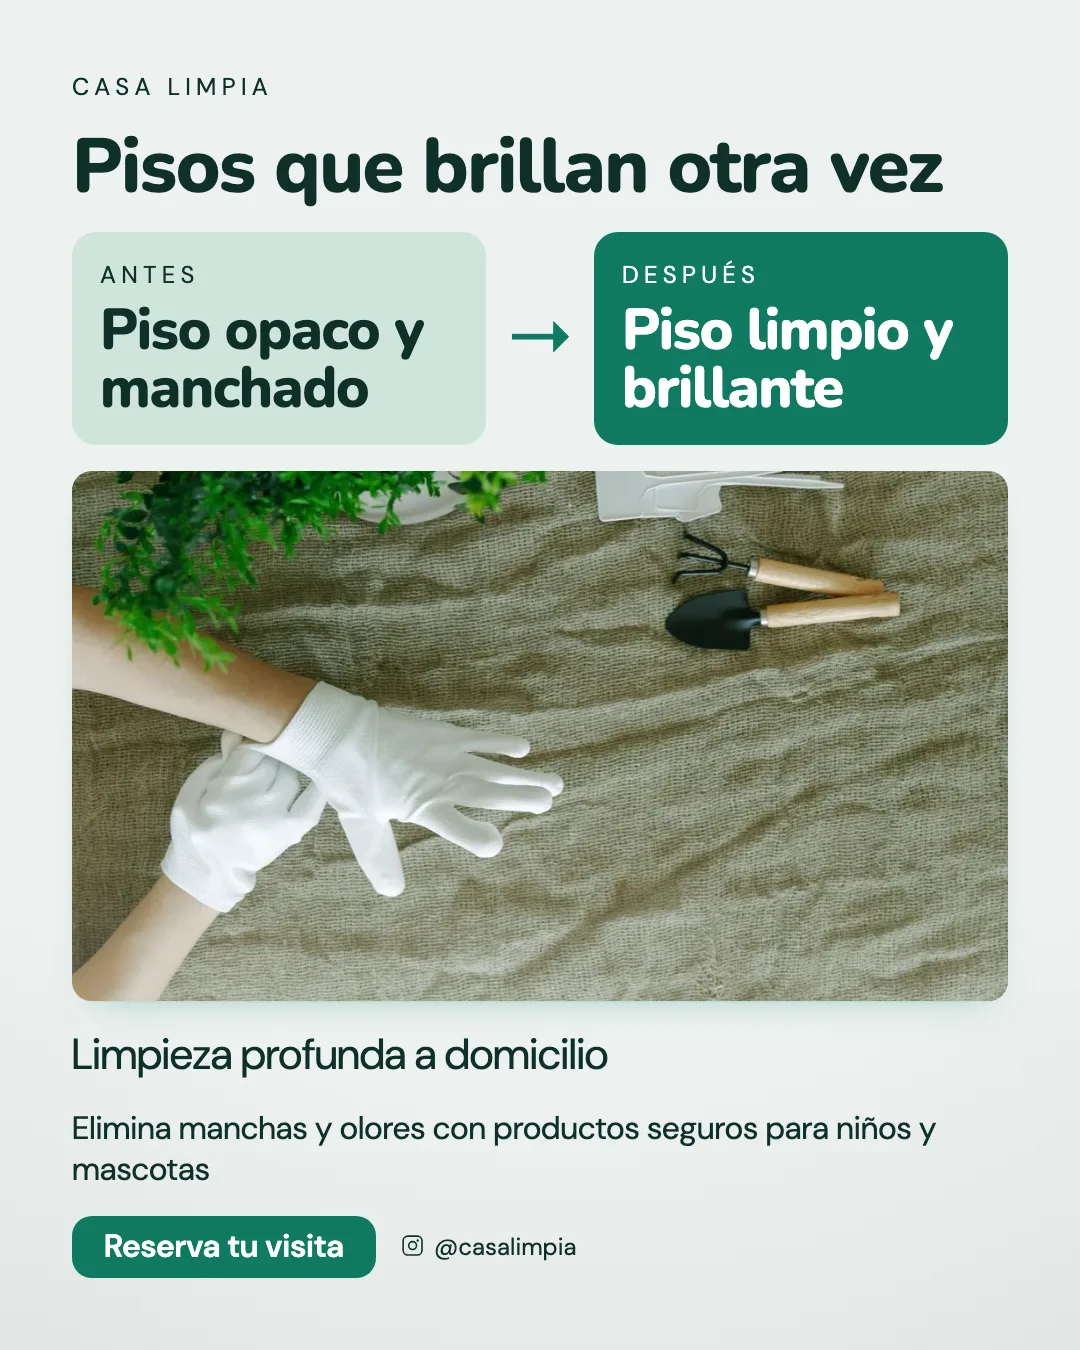 CASA LIMPIA
Pisos que brillan otra vez
ANTES
Piso opaco y
manchado
DESPUÉS
Piso limpio y
brillante
Limpieza profunda a domicilio
Elimina manchas y olores con productos seguros para niños y
mascotas
Reserva tu visita
@casalimpia